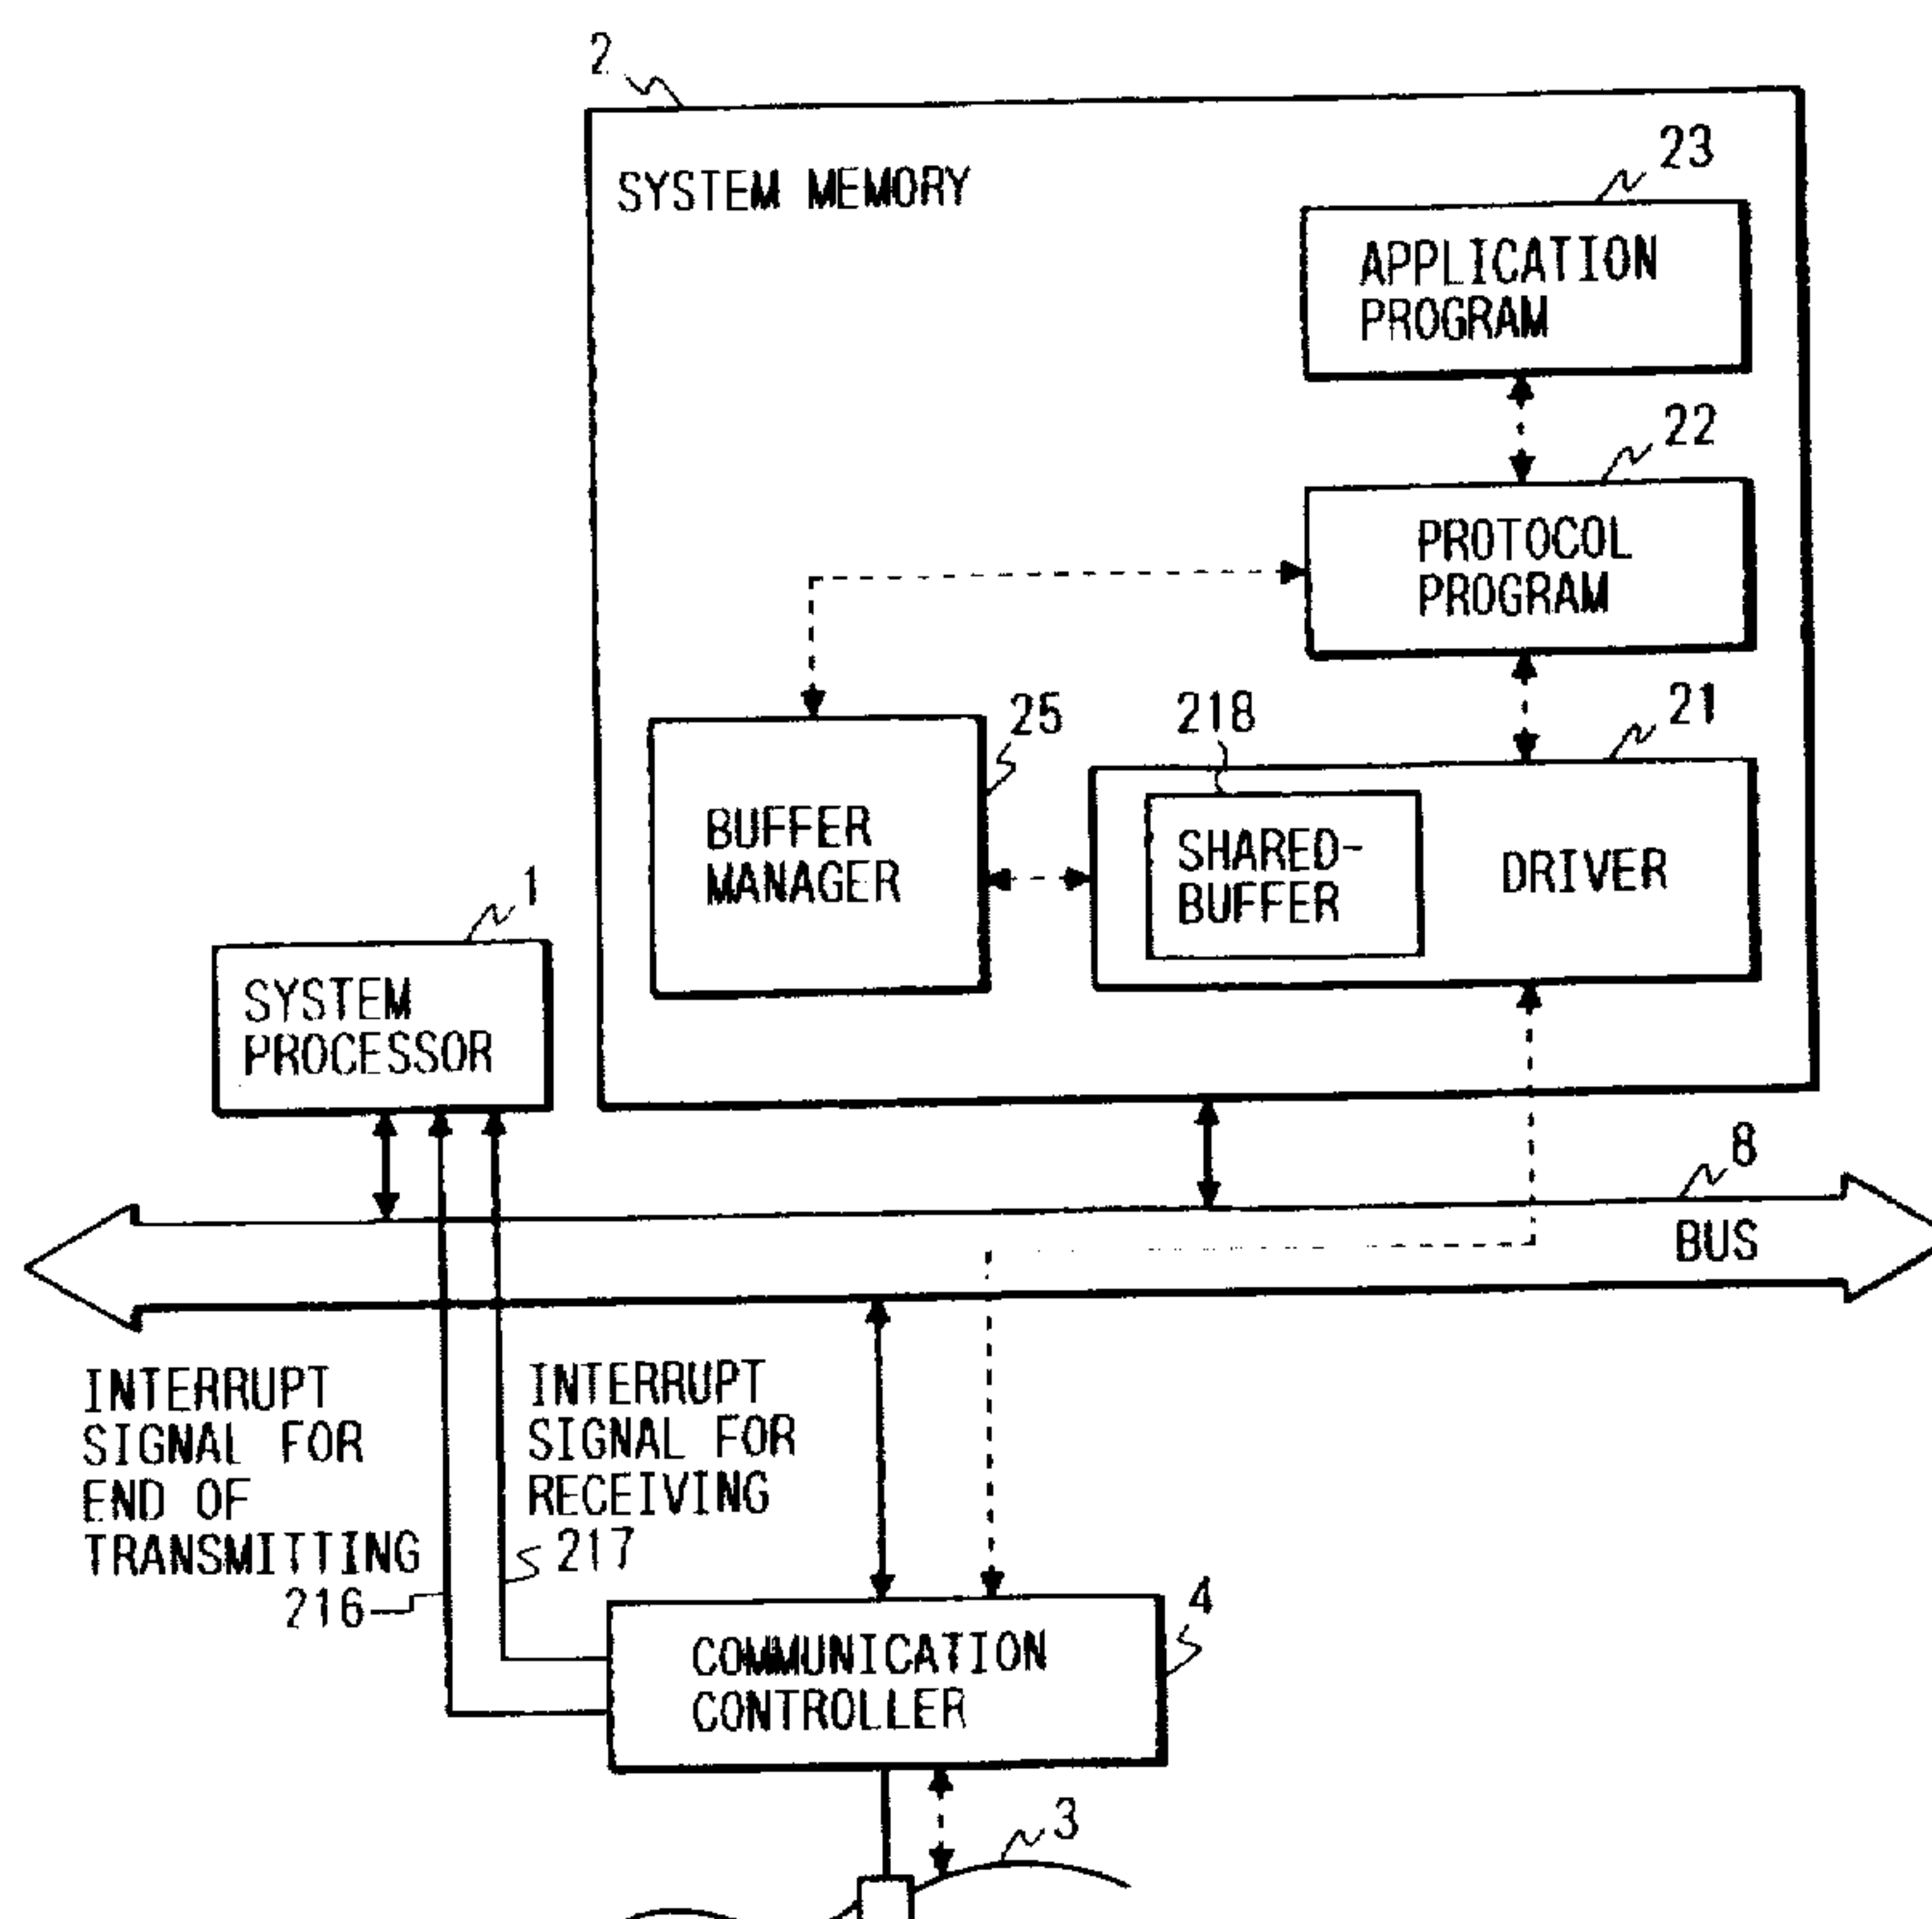 2
SYSTEM MEMORY
23
APPLICATION
PROGRAM
22
PROTOCOL
PROGRAM
25
218
21
BUFFER
MANAGER
SHARED-
BUFFER
DRIVER
1
SYSTEM
PROCESSOR
8
BUS
INTERRUPT
SIGNAL FOR
END OF
TRANSMITTING
216
INTERRUPT
SIGNAL FOR
RECEIVING
217
4
COMMUNICATION
CONTROLLER
3